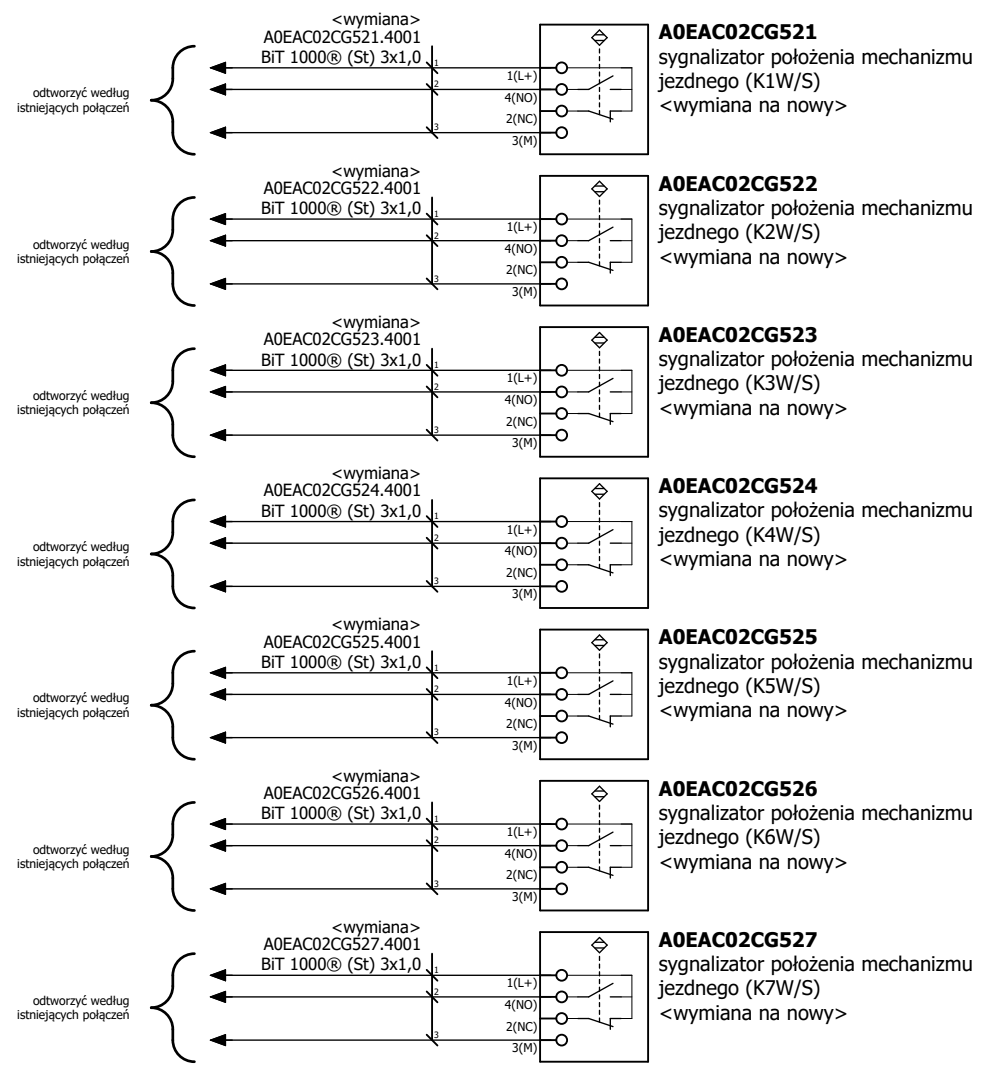 <wymiana>
A0EAC02CG521.4001
BiT 1000® (St) 3x1,0
odtworzyć według
istniejących połączeń
1
2
3
1(L+)
4(NO)
2(NC)
3(M)
A0EAC02CG521
sygnalizator położenia mechanizmu
jezdnego (K1W/S)
<wymiana na nowy>
<wymiana>
A0EAC02CG522.4001
BiT 1000® (St) 3x1,0
odtworzyć według
istniejących połączeń
1
2
3
1(L+)
4(NO)
2(NC)
3(M)
A0EAC02CG522
sygnalizator położenia mechanizmu
jezdnego (K2W/S)
<wymiana na nowy>
<wymiana>
A0EAC02CG523.4001
BiT 1000® (St) 3x1,0
odtworzyć według
istniejących połączeń
1
2
3
1(L+)
4(NO)
2(NC)
3(M)
A0EAC02CG523
sygnalizator położenia mechanizmu
jezdnego (K3W/S)
<wymiana na nowy>
<wymiana>
A0EAC02CG524.4001
BiT 1000® (St) 3x1,0
odtworzyć według
istniejących połączeń
1
2
3
1(L+)
4(NO)
2(NC)
3(M)
A0EAC02CG524
sygnalizator położenia mechanizmu
jezdnego (K4W/S)
<wymiana na nowy>
<wymiana>
A0EAC02CG525.4001
BiT 1000® (St) 3x1,0
odtworzyć według
istniejących połączeń
1
2
3
1(L+)
4(NO)
2(NC)
3(M)
A0EAC02CG525
sygnalizator położenia mechanizmu
jezdnego (K5W/S)
<wymiana na nowy>
<wymiana>
A0EAC02CG526.4001
BiT 1000® (St) 3x1,0
odtworzyć według
istniejących połączeń
1
2
3
1(L+)
4(NO)
2(NC)
3(M)
A0EAC02CG526
sygnalizator położenia mechanizmu
jezdnego (K6W/S)
<wymiana na nowy>
<wymiana>
A0EAC02CG527.4001
BiT 1000® (St) 3x1,0
odtworzyć według
istniejących połączeń
1
2
3
1(L+)
4(NO)
2(NC)
3(M)
A0EAC02CG527
sygnalizator położenia mechanizmu
jezdnego (K7W/S)
<wymiana na nowy>